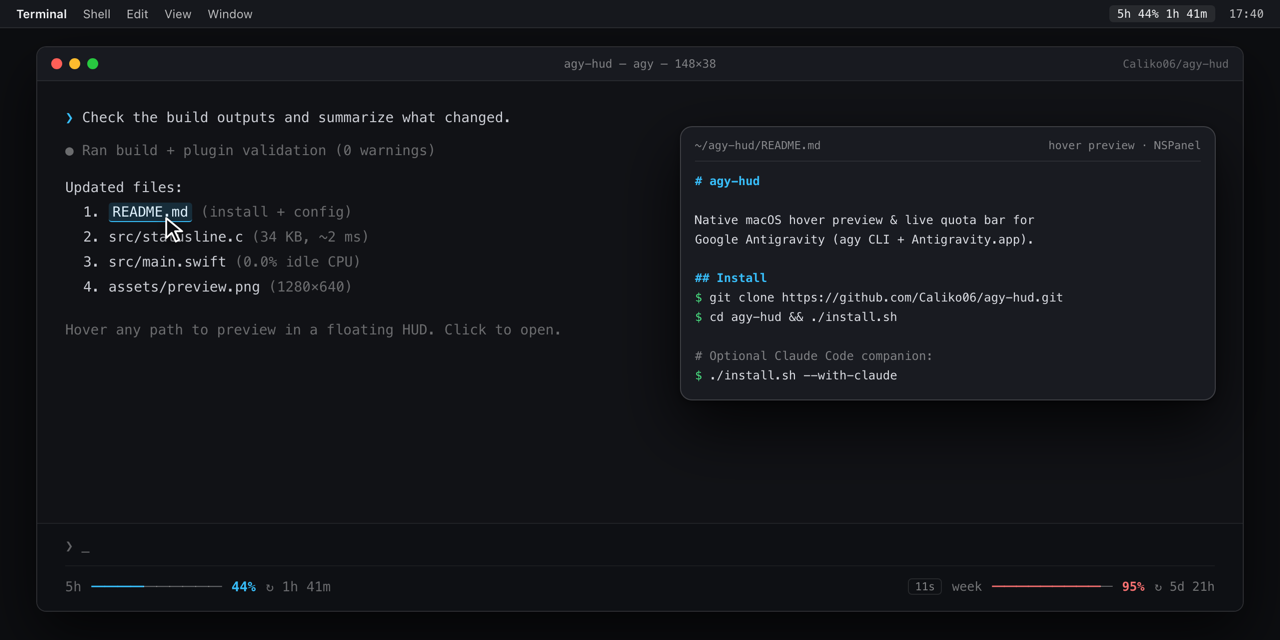 Terminal Shell Edit View Window 5h 44% 1h 41m 17:40
agy-hud — agy — 148×38 Caliko06/agy-hud
❯ Check the build outputs and summarize what changed.
● Ran build + plugin validation (0 warnings)
Updated files:
1. README.md (install + config)
2. src/statusline.c (34 KB, ~2 ms)
3. src/main.swift (0.0% idle CPU)
4. assets/preview.png (1280×640)
Hover any path to preview in a floating HUD. Click to open.
~/agy-hud/README.md hover preview · NSPanel
# agy-hud
Native macOS hover preview & live quota bar for
Google Antigravity (agy CLI + Antigravity.app).
## Install
$ git clone https://github.com/Caliko06/agy-hud.git
$ cd agy-hud && ./install.sh
# Optional Claude Code companion:
$ ./install.sh --with-claude
❯ _
5h 44% ↻ 1h 41m 11s week 95% ↻ 5d 21h